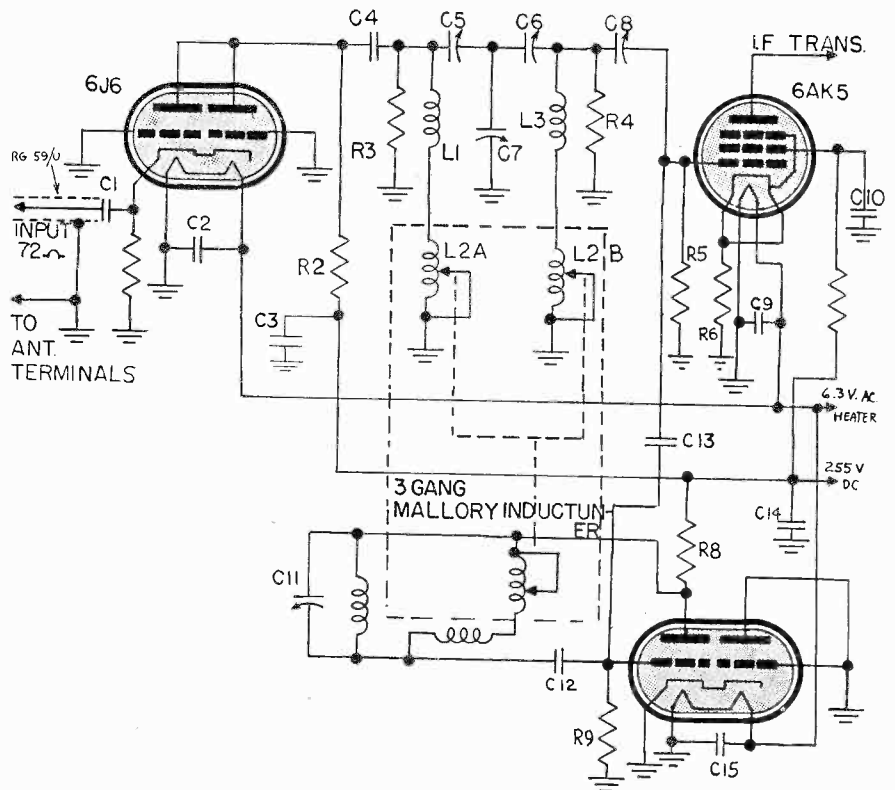 C4
C5
C6
C8
I.F TRANS.
6J6
6AK5
R3
L1
C7
L3
R4
RG 59/U
C1
C2
INPUT
72Ω
TO
ANT.
TERMINALS
R2
C3
L2A
L2 B
R5
R6
C9
C10
6.3 V. AC.
HEATER
C13
255 V
DC
3 GANG
MALLORY INDUCTUN-
ER
C14
R8
C11
C12
R9
C15